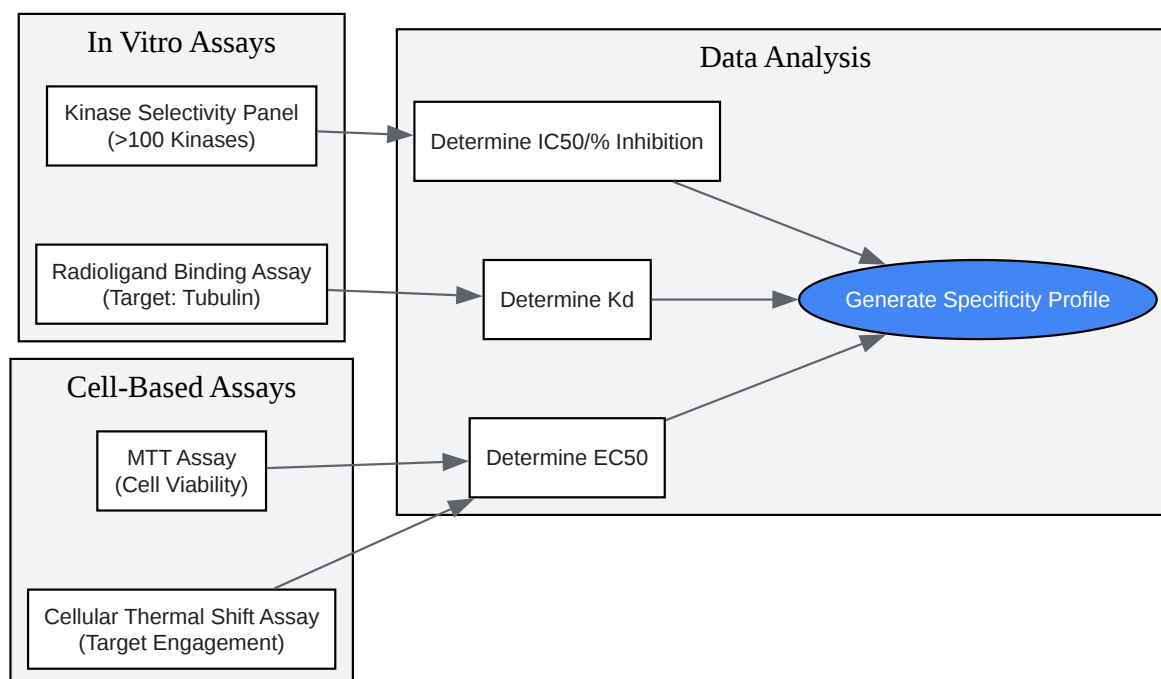 In Vitro Assays
Kinase Selectivity Panel
(>100 Kinases)
Radioligand Binding Assay
(Target: Tubulin)
Cell-Based Assays
MTT Assay
(Cell Viability)
Cellular Thermal Shift Assay
(Target Engagement)
Data Analysis
Determine IC50/% Inhibition
Determine Kd
Determine EC50
Generate Specificity Profile